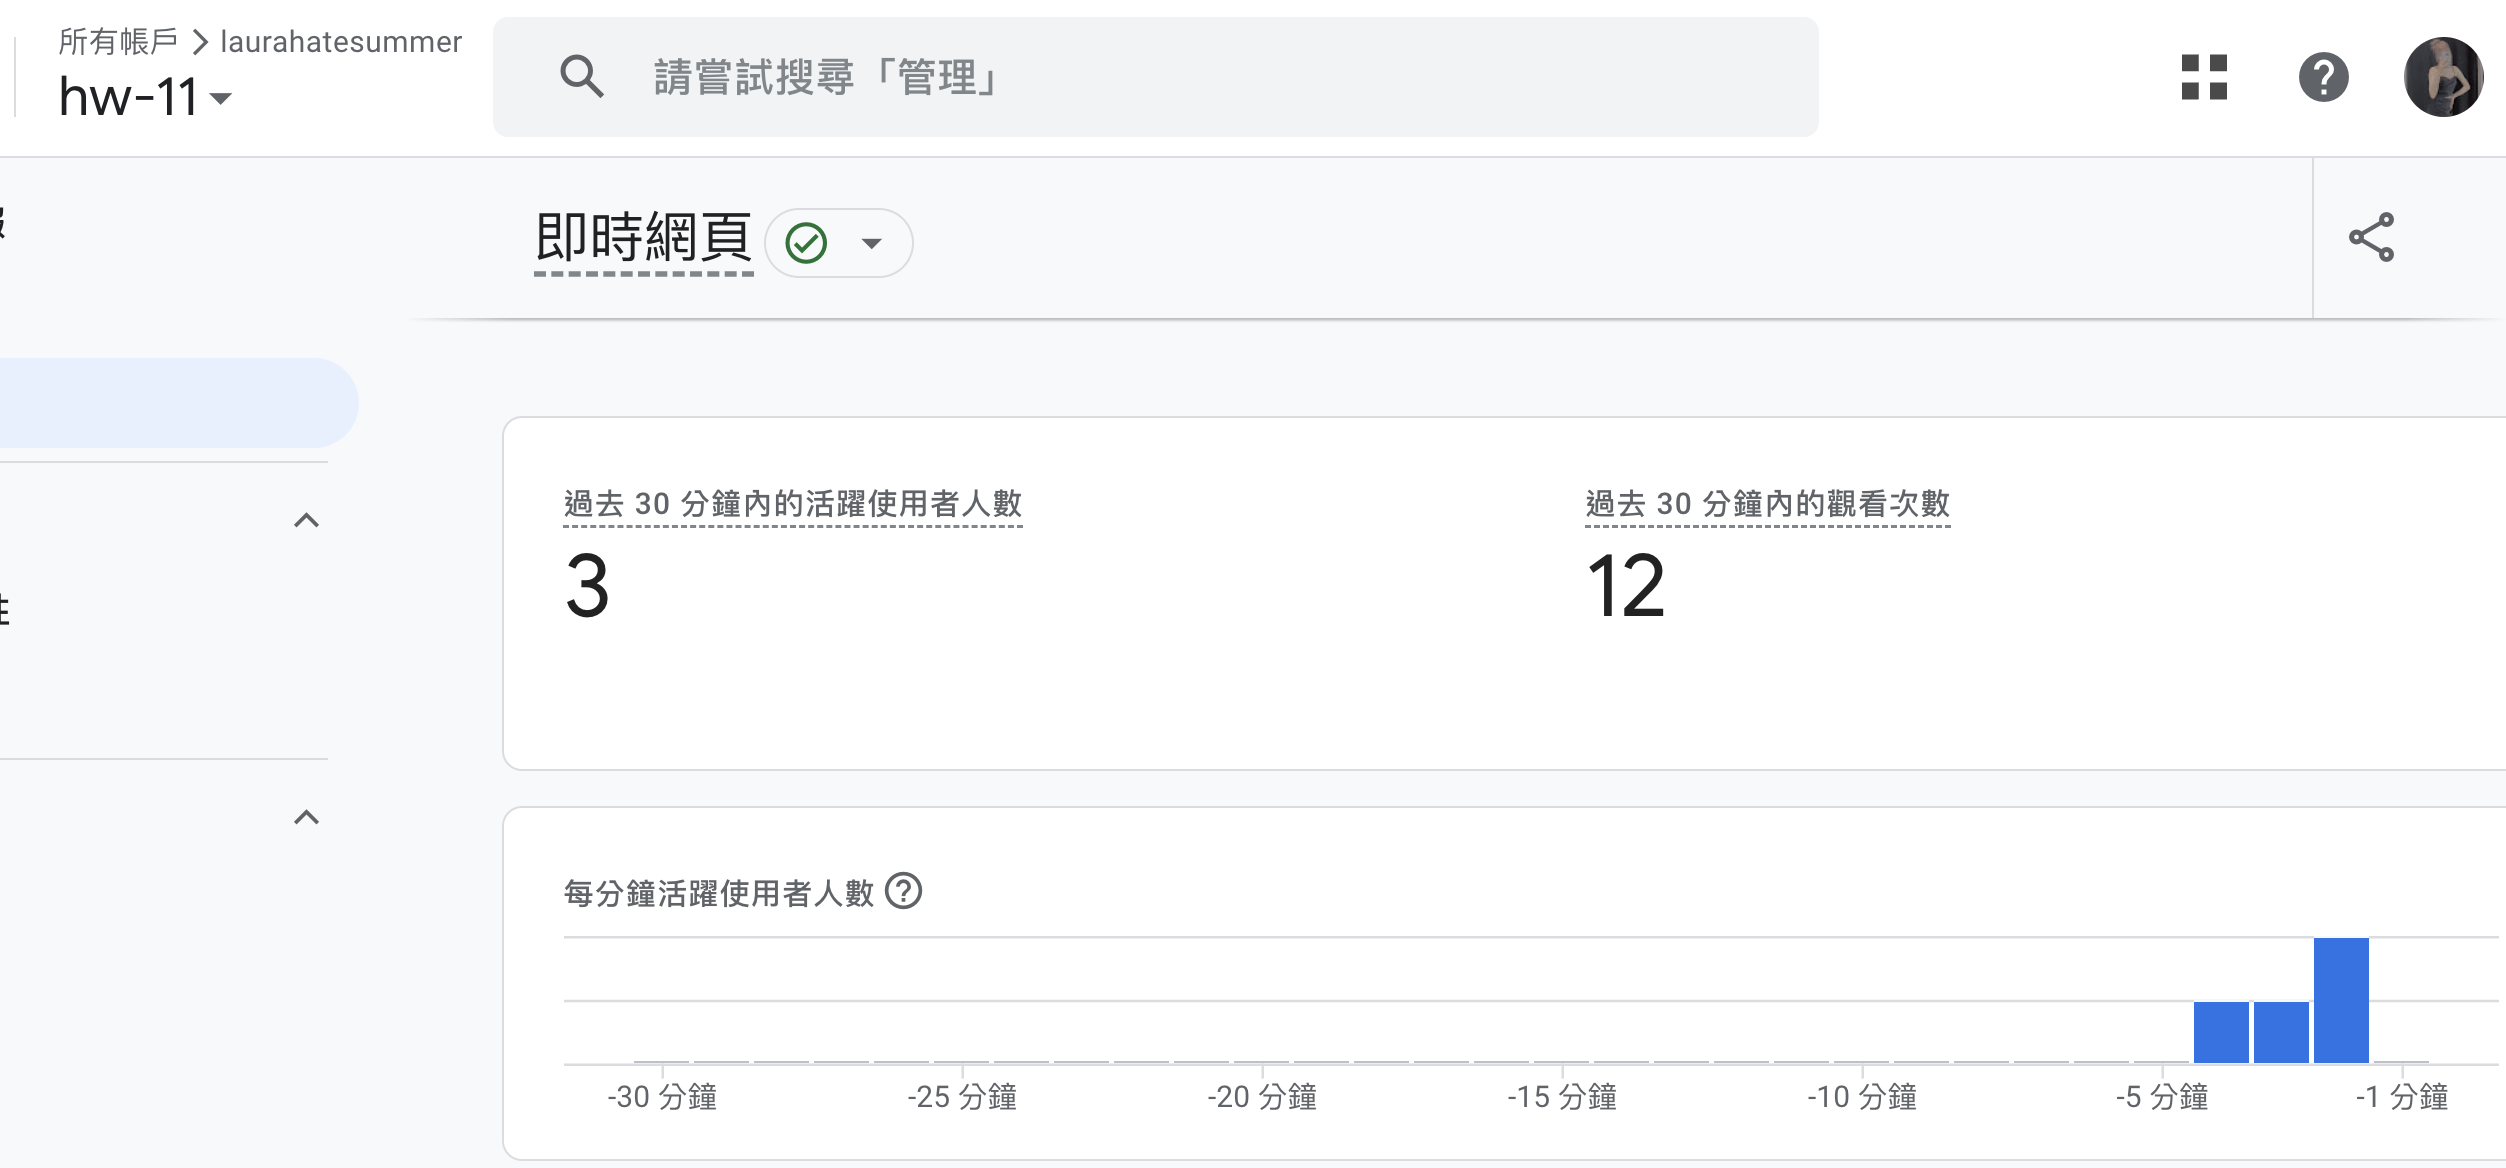 所有帳戶 > laurahatesummer
hw-11
請嘗試搜尋「管理」
即時網頁
過去 30 分鐘內的活躍使用者人數
3
過去 30 分鐘內的觀看次數
12
每分鐘活躍使用者人數
-30 分鐘 -25 分鐘 -20 分鐘 -15 分鐘 -10 分鐘 -5 分鐘 -1 分鐘